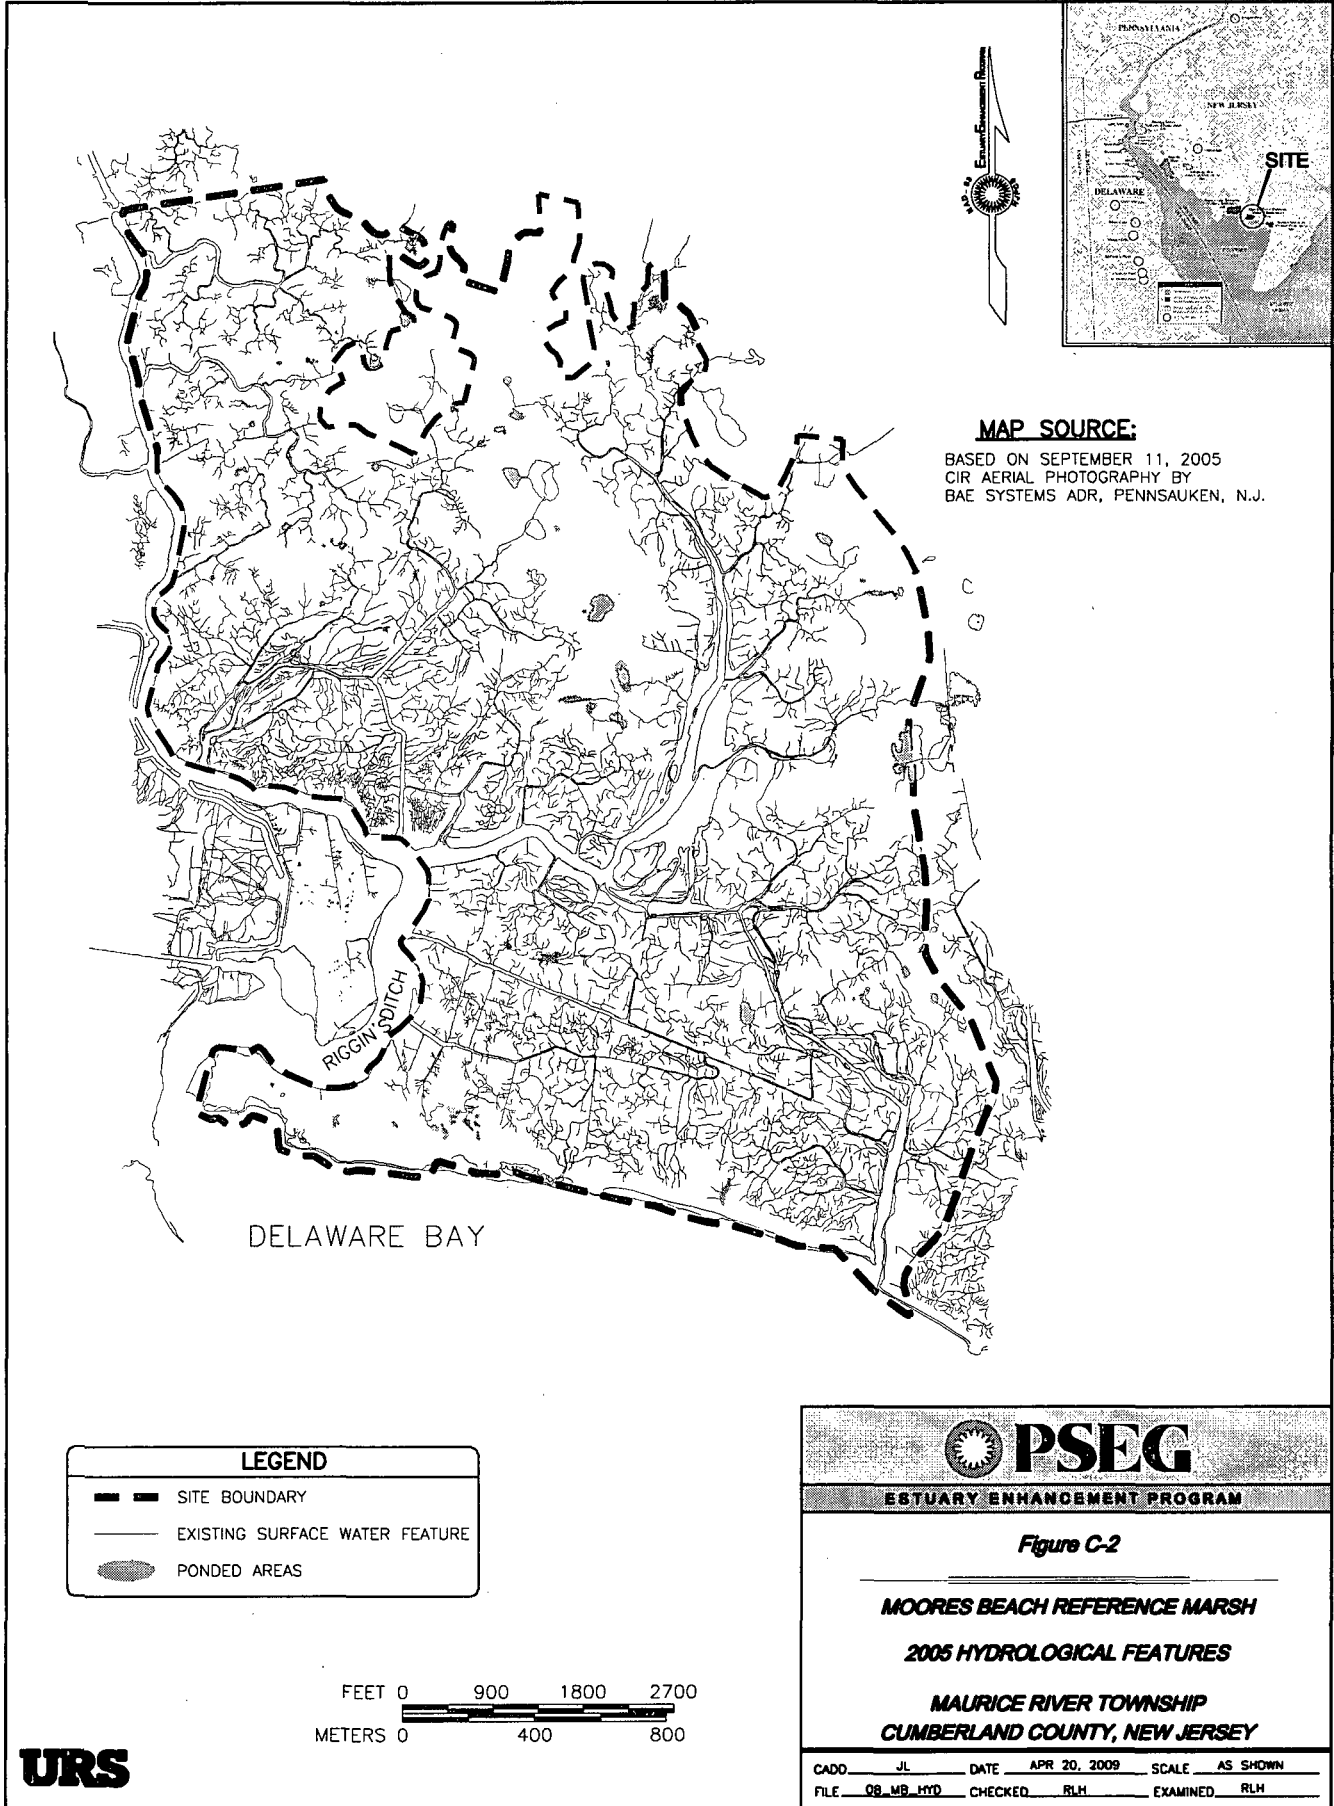 PENNSYLVANIA
NEW JERSEY
SITE
DELAWARE
MAP SOURCE:
BASED ON SEPTEMBER 11, 2005
CIR AERIAL PHOTOGRAPHY BY
BAE SYSTEMS ADR, PENNSAUKEN, N.J.
RIGGIN'S DITCH
DELAWARE BAY
LEGEND
SITE BOUNDARY
EXISTING SURFACE WATER FEATURE
PONDED AREAS
FEET 0 900 1800 2700
METERS 0 400 800
URS
PSEG
ESTUARY ENHANCEMENT PROGRAM
Figure C-2
MOORES BEACH REFERENCE MARSH
2005 HYDROLOGICAL FEATURES
MAURICE RIVER TOWNSHIP
CUMBERLAND COUNTY, NEW JERSEY
CADD JL DATE APR 20, 2009 SCALE AS SHOWN
FILE 08_MB_HYD CHECKED RLH EXAMINED RLH